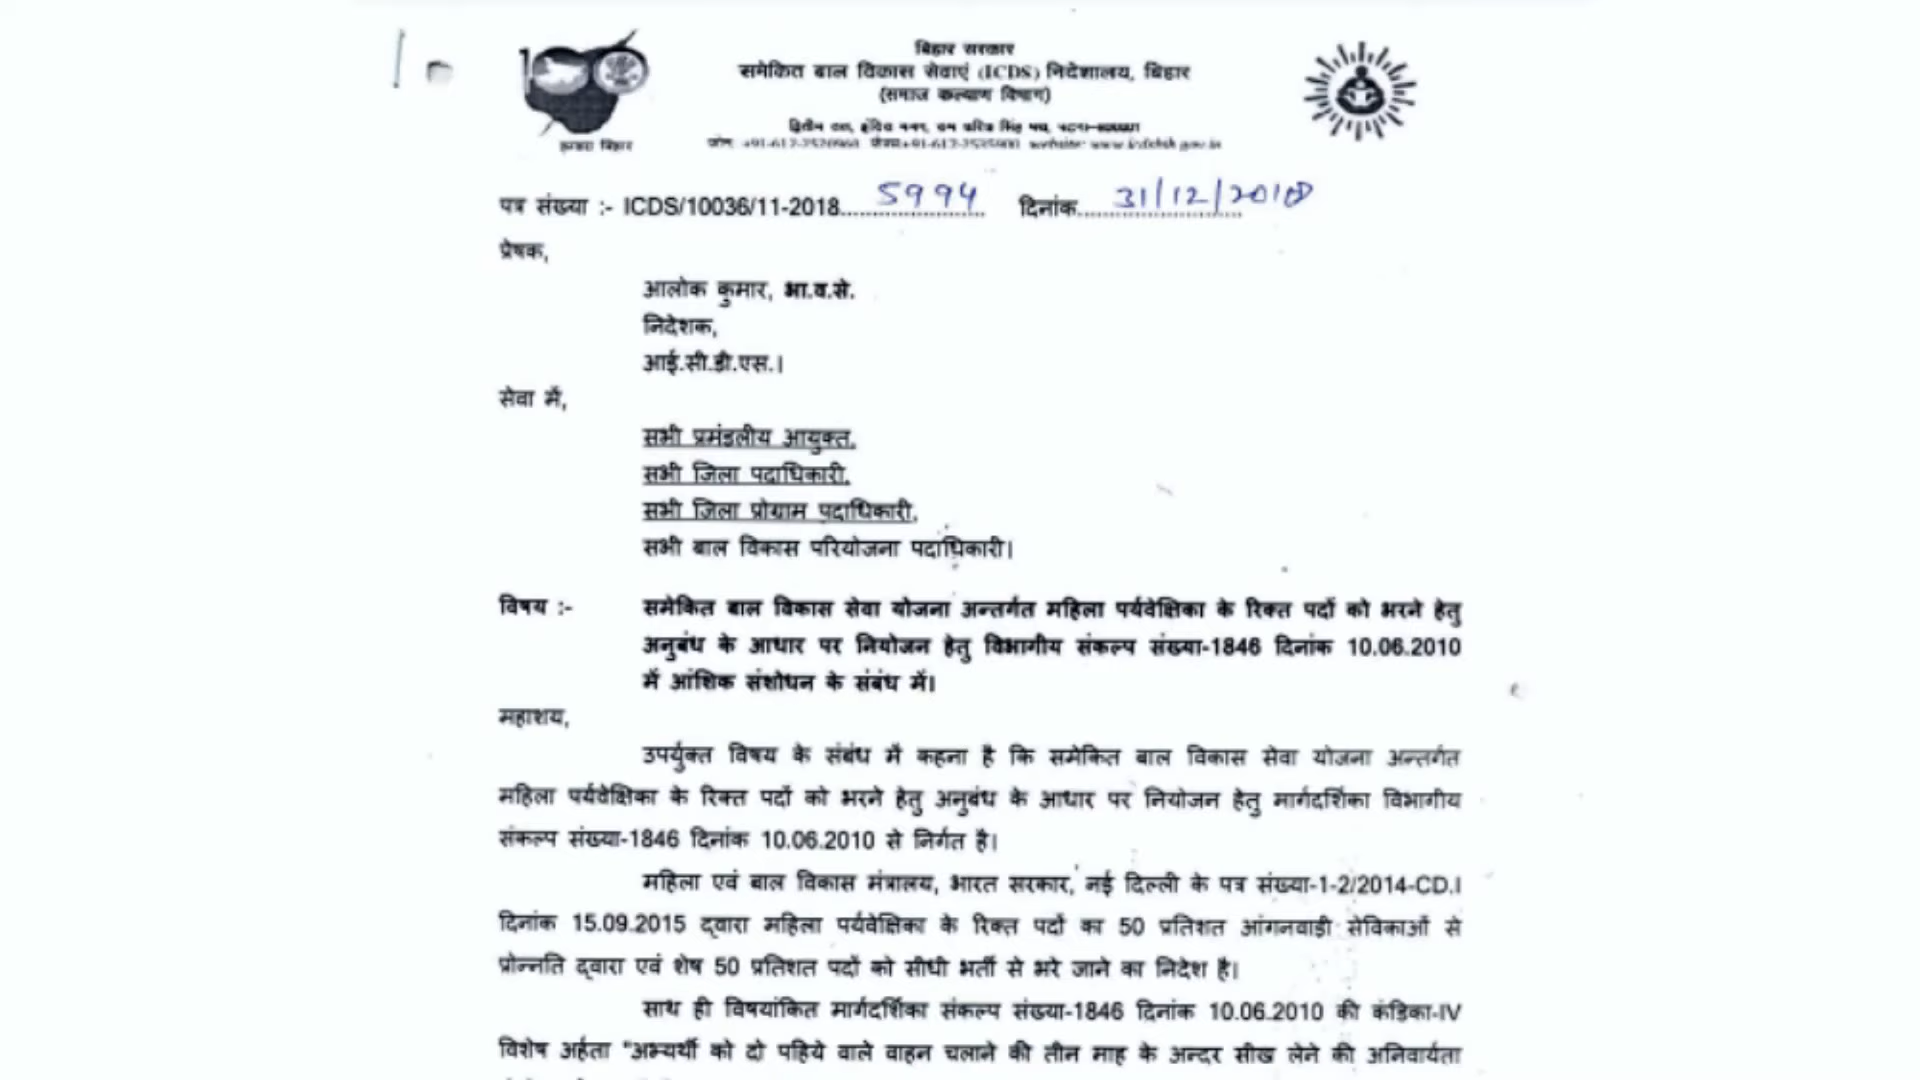 बिहार सरकार
समेकित बाल विकास सेवाएं (ICDS) निदेशालय, बिहार
(समाज कल्याण विभाग)
पत्र संख्या :- ICDS/10036/11-2018 5994 दिनांक 31/12/2018
प्रेषक,
आलोक कुमार, भा.व.से.
निदेशक,
आई.सी.डी.एस.।
सेवा में,
सभी प्रमंडलीय आयुक्त,
सभी जिला पदाधिकारी,
सभी जिला प्रोग्राम पदाधिकारी,
सभी बाल विकास परियोजना पदाधिकारी।
विषय :- समेकित बाल विकास सेवा योजना अन्तर्गत महिला पर्यवेक्षिका के रिक्त पदों को भरने हेतु
अनुबंध के आधार पर नियोजन हेतु विभागीय संकल्प संख्या-1846 दिनांक 10.06.2010
में आंशिक संशोधन के संबंध में।
महाशय,
उपर्युक्त विषय के संबंध में कहना है कि समेकित बाल विकास सेवा योजना अन्तर्गत
महिला पर्यवेक्षिका के रिक्त पदों को भरने हेतु अनुबंध के आधार पर नियोजन हेतु मार्गदर्शिका विभागीय
संकल्प संख्या-1846 दिनांक 10.06.2010 से निर्गत है।
महिला एवं बाल विकास मंत्रालय, भारत सरकार, नई दिल्ली के पत्र संख्या-1-2/2014-CD.I
दिनांक 15.09.2015 द्वारा महिला पर्यवेक्षिका के रिक्त पदों का 50 प्रतिशत आंगनवाड़ी सेविकाओं से
प्रोन्नति द्वारा एवं शेष 50 प्रतिशत पदों को सीधी भर्ती से भरे जाने का निदेश है।
साथ ही विषयांकित मार्गदर्शिका संकल्प संख्या-1846 दिनांक 10.06.2010 की कंडिका-IV
विशेष अर्हता "अभ्यर्थी को दो पहिये वाले वाहन चलाने की तीन माह के अन्दर सीख लेने की अनिवार्यता